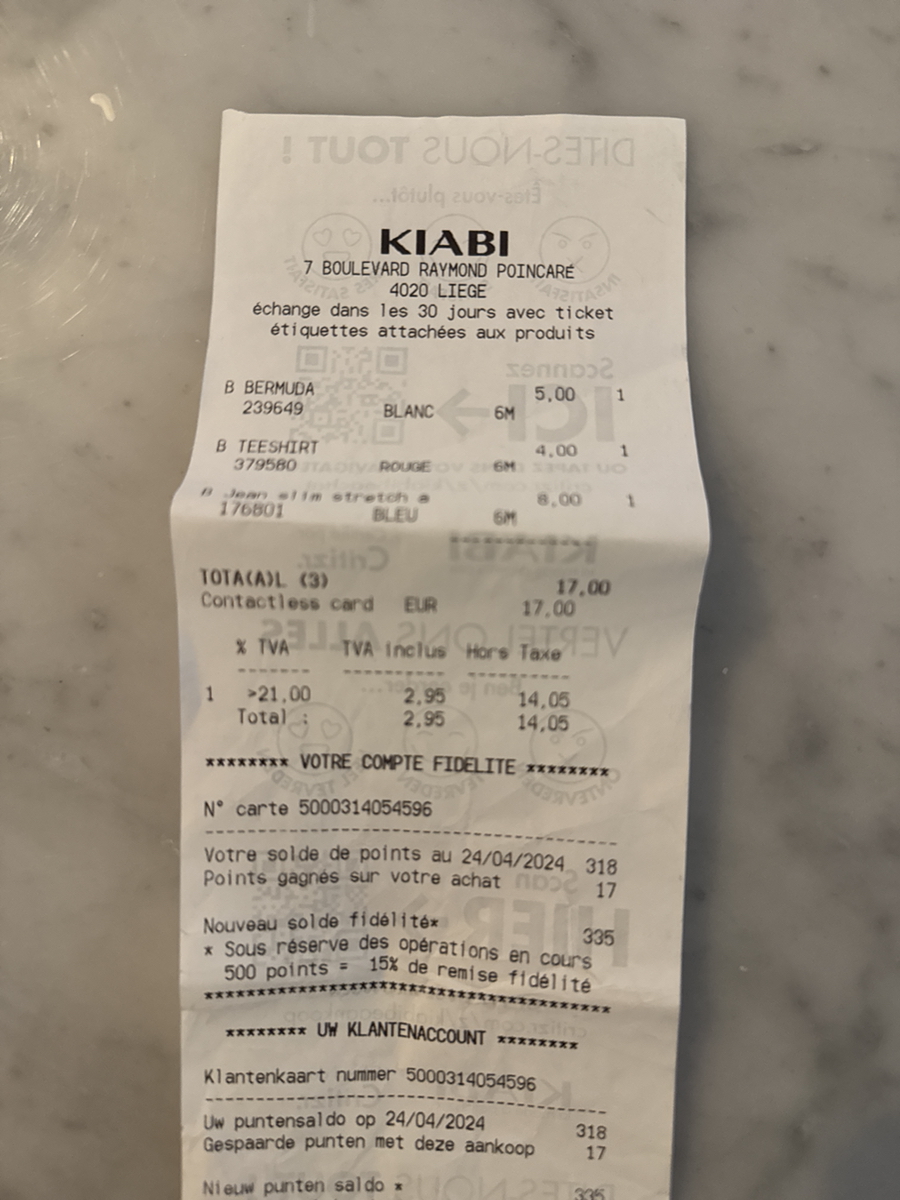 KIABI
7 BOULEVARD RAYMOND POINCARÉ
4020 LIEGE
échange dans les 30 jours avec ticket
étiquettes attachées aux produits
B BERMUDA 5,00 1
239649 BLANC 6M
B TEESHIRT 4,00 1
379580 ROUGE 6M
B Jean slim stretch a 8,00 1
176801 BLEU 6M
TOTA(A)L (3) 17,00
Contactless card EUR 17,00
% TVA TVA Inclus Hors Taxe
------- ---------- ----------
1 >21,00 2,95 14,05
Total : 2,95 14,05
******** VOTRE COMPTE FIDELITE ********
N° carte 5000314054596
----------------------------------------
Votre solde de points au 24/04/2024 318
Points gagnés sur votre achat 17
Nouveau solde fidélité* 335
* Sous réserve des opérations en cours
500 points = 15% de remise fidélité
****************************************
******** UW KLANTENACCOUNT ********
Klantenkaart nummer 5000314054596
----------------------------------------
Uw puntensaldo op 24/04/2024 318
Gespaarde punten met deze aankoop 17
Nieuw punten saldo * 335